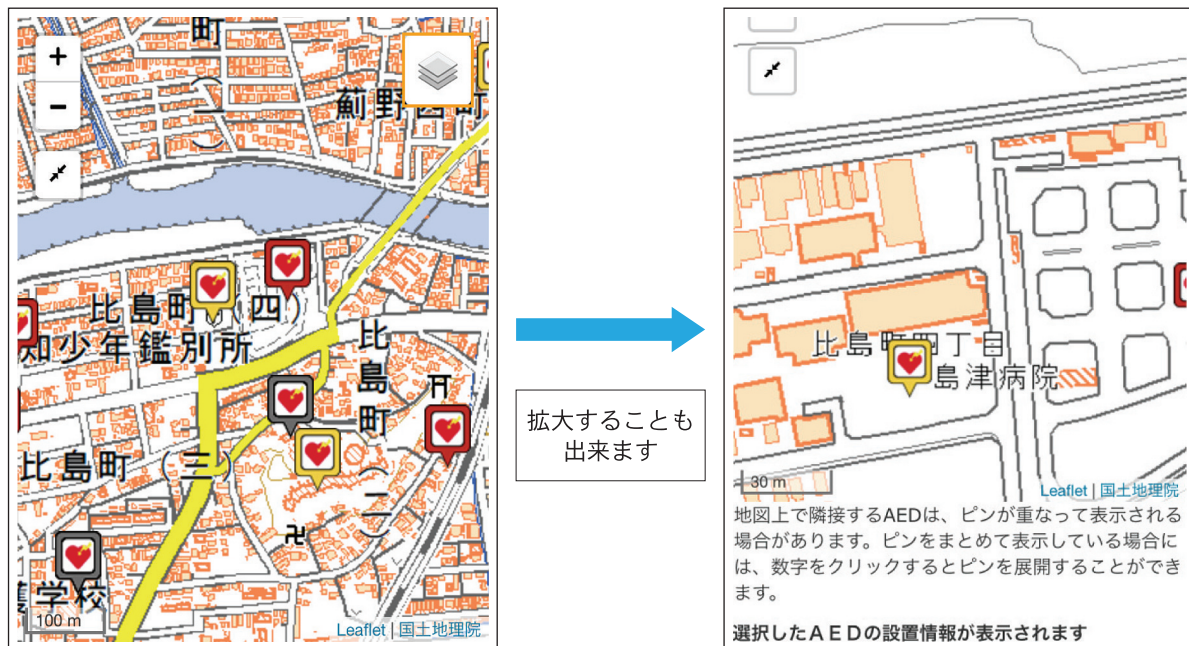 町
(一)
薊野西町
+
−
比島町(四)
知少年鑑別所
比島町
(二)
比島町(三)
学校
100 m
Leaflet | 国土地理院
拡大することも
出来ます
島津病院
30 m
Leaflet | 国土地理院
地図上で隣接するAEDは、ピンが重なって表示される
場合があります。ピンをまとめて表示している場合に
は、数字をクリックするとピンを展開することができ
ます。
選択したAEDの設置情報が表示されます